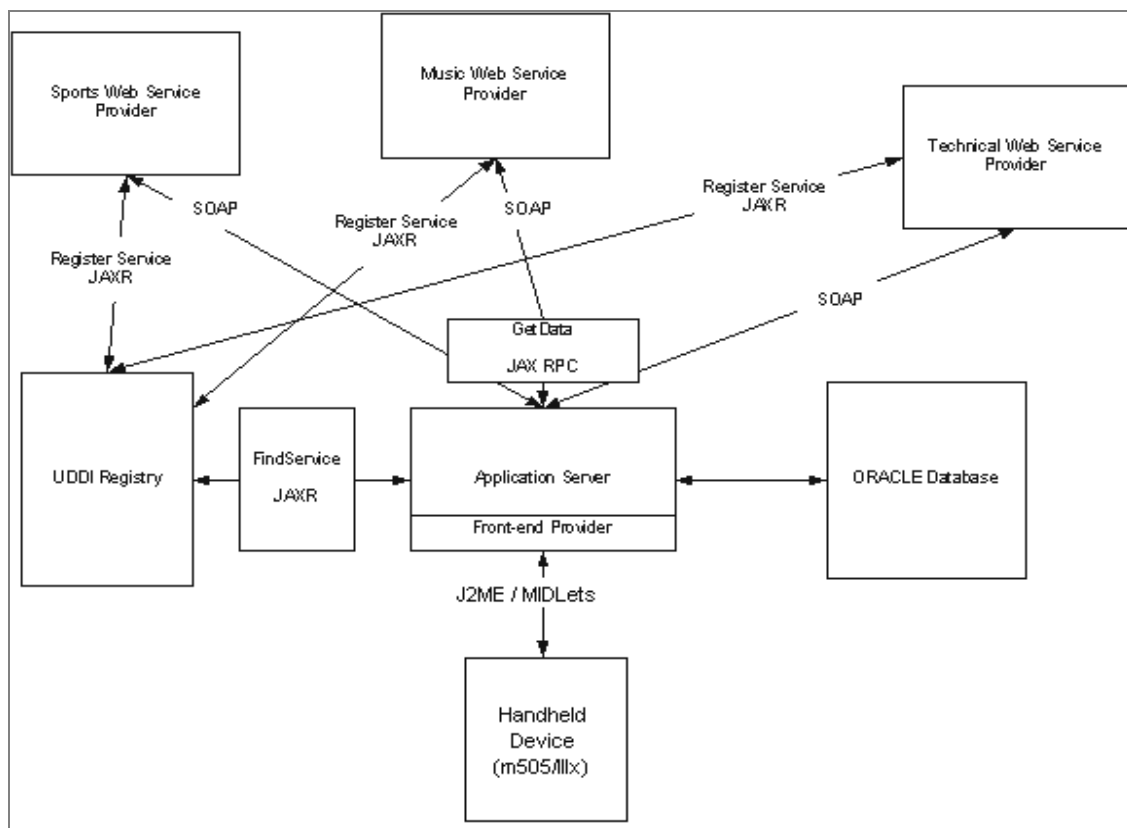 Music Web Service
Provider
Sports Web Service
Provider
Technical Web Service
Provider
SOAP
Register Service
JAXR
SOAP
Register Service
JAXR
Register Service
JAXR
SOAP
GetData
JAX RPC
UDDI Registry
FindService
JAXR
Application Server
Front-end Provider
ORACLE Database
J2ME / MIDLets
Handheld
Device
(m505/IIIx)